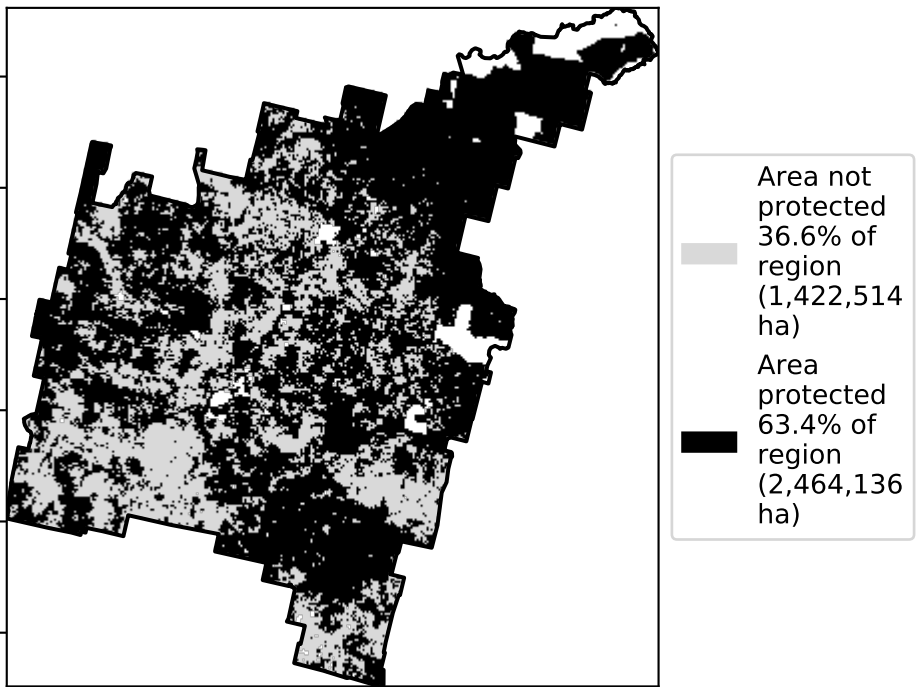 Area not
protected
36.6% of
region
(1,422,514
ha)
Area
protected
63.4% of
region
(2,464,136
ha)